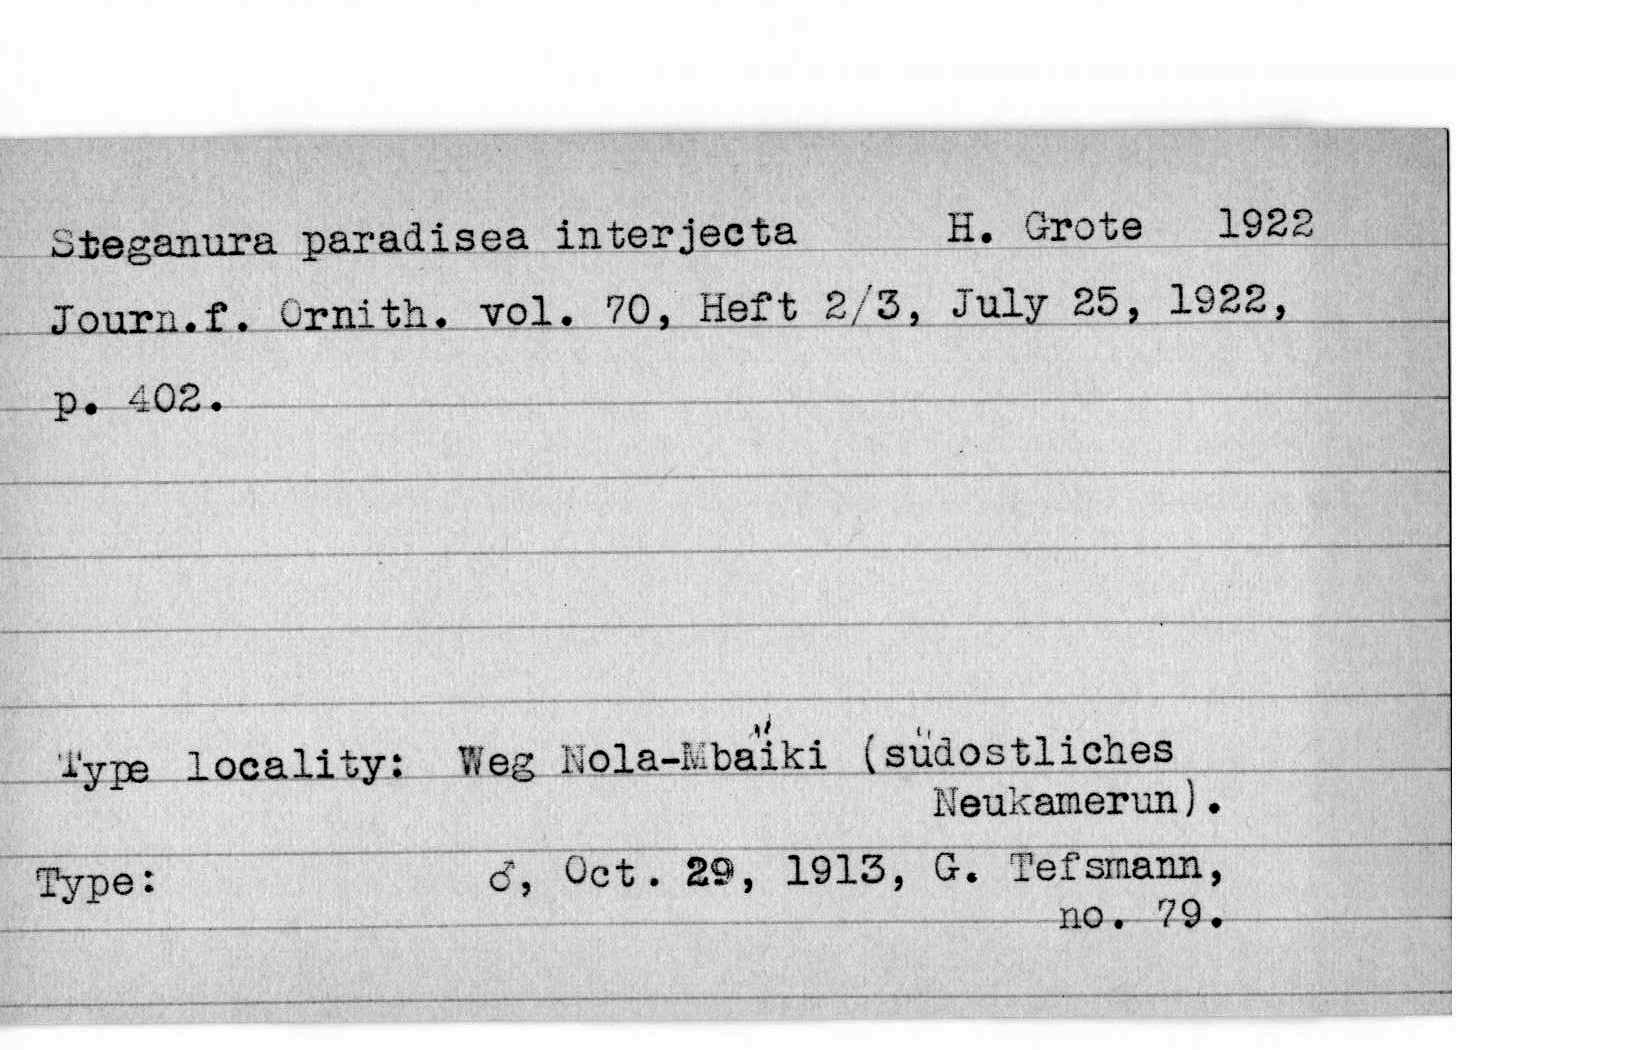 Steganura paradisea interjecta H. Grote 1922
Journ.f. Ornith. vol. 70, Heft 2/3, July 25, 1922,
p. 402.
Type locality: Weg Nola-Mbaïki (südostliches
Neukamerun).
Type: ♂, Oct. 29, 1913, G. Tefsmann,
no. 79.